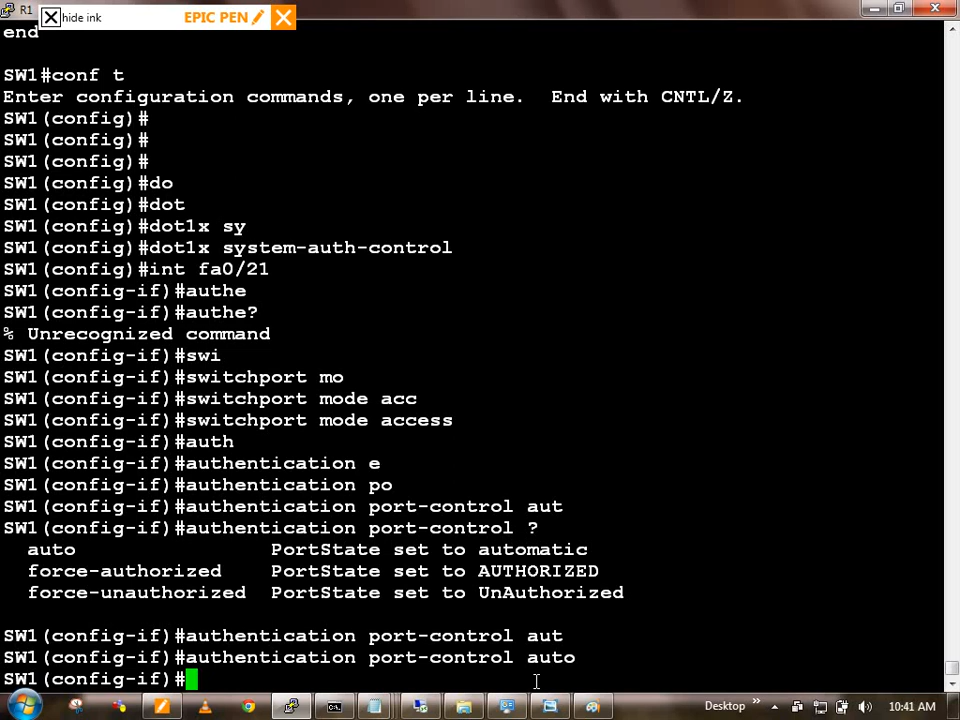 R1
hide ink
EPIC PEN
end
SW1#conf t
Enter configuration commands, one per line.  End with CNTL/Z.
SW1(config)#
SW1(config)#
SW1(config)#
SW1(config)#do
SW1(config)#dot
SW1(config)#dot1x sy
SW1(config)#dot1x system-auth-control
SW1(config)#int fa0/21
SW1(config-if)#authe
SW1(config-if)#authe?
% Unrecognized command
SW1(config-if)#swi
SW1(config-if)#switchport mo
SW1(config-if)#switchport mode acc
SW1(config-if)#switchport mode access
SW1(config-if)#auth
SW1(config-if)#authentication e
SW1(config-if)#authentication po
SW1(config-if)#authentication port-control aut
SW1(config-if)#authentication port-control ?
  auto                PortState set to automatic
  force-authorized    PortState set to AUTHORIZED
  force-unauthorized  PortState set to UnAuthorized
SW1(config-if)#authentication port-control aut
SW1(config-if)#authentication port-control auto
SW1(config-if)#
Desktop
10:41 AM